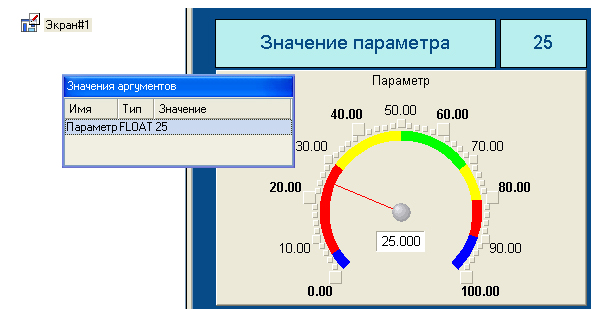 Экран#1
Значение параметра 25
Значения аргументов
Имя Тип Значение
Параметр FLOAT 25
Параметр
40.00 50.00 60.00
30.00 70.00
20.00 80.00
10.00 25.000 90.00
0.00 100.00